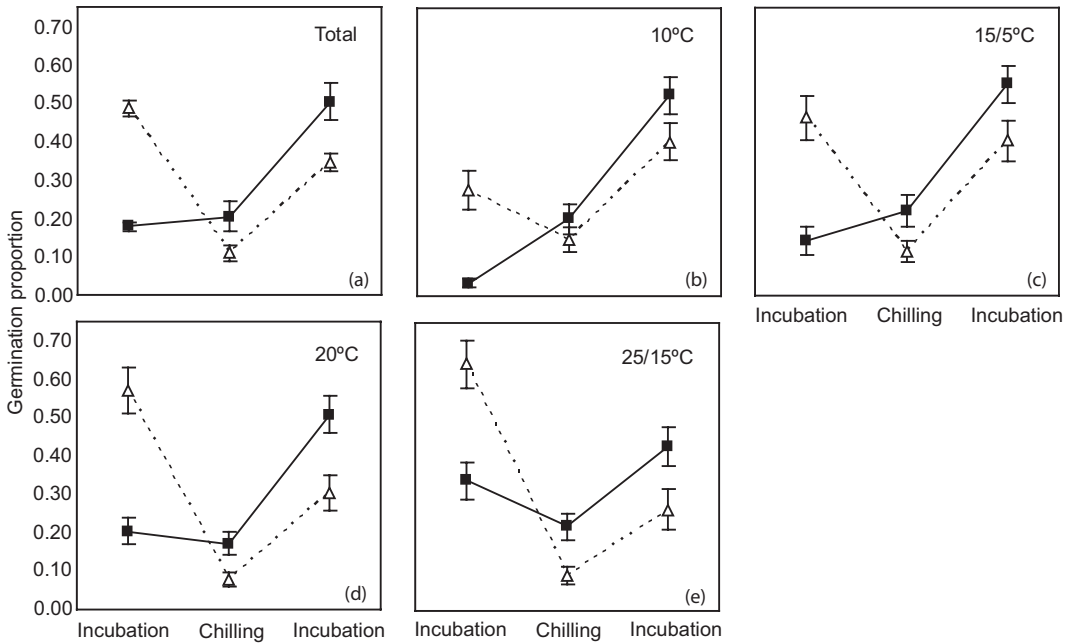 Germination proportion
0.70
0.60
0.50
0.40
0.30
0.20
0.10
0.00
Total
(a)
10ºC
(b)
15/5ºC
(c)
Incubation Chilling Incubation
0.70
0.60
0.50
0.40
0.30
0.20
0.10
0.00
20ºC
(d)
25/15ºC
(e)
Incubation Chilling Incubation
Incubation Chilling Incubation